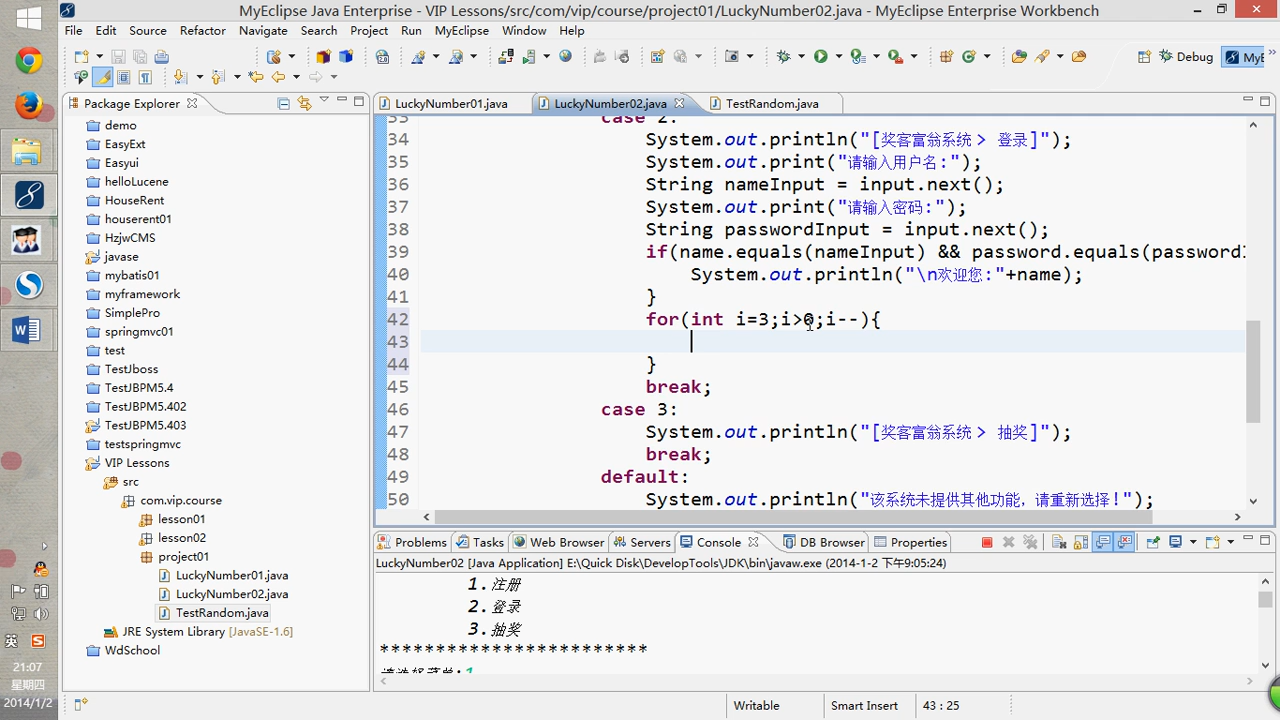 MyEclipse Java Enterprise - VIP Lessons/src/com/vip/course/project01/LuckyNumber02.java - MyEclipse Enterprise Workbench
File Edit Source Refactor Navigate Search Project Run MyEclipse Window Help
Debug MyE
Package Explorer
LuckyNumber01.java LuckyNumber02.java TestRandom.java
demo
EasyExt
Easyui
helloLucene
HouseRent
houserent01
HzjwCMS
javase
mybatis01
myframework
SimplePro
springmvc01
test
TestJboss
TestJBPM5.4
TestJBPM5.402
TestJBPM5.403
testspringmvc
VIP Lessons
src
com.vip.course
lesson01
lesson02
project01
LuckyNumber01.java
LuckyNumber02.java
TestRandom.java
JRE System Library [JavaSE-1.6]
WdSchool
33 case 2:
34 System.out.println("[奖客富翁系统 > 登录]");
35 System.out.print("请输入用户名:");
36 String nameInput = input.next();
37 System.out.print("请输入密码:");
38 String passwordInput = input.next();
39 if(name.equals(nameInput) && password.equals(passwordI
40 System.out.println("\n欢迎您:"+name);
41 }
42 for(int i=3;i>0;i--){
43
44 }
45 break;
46 case 3:
47 System.out.println("[奖客富翁系统 > 抽奖]");
48 break;
49 default:
50 System.out.println("该系统未提供其他功能，请重新选择!");
Problems Tasks Web Browser Servers Console DB Browser Properties
LuckyNumber02 [Java Application] E:\Quick Disk\DevelopTools\JDK\bin\javaw.exe (2014-1-2 下午9:05:24)
1.注册
2.登录
3.抽奖
************************
请选择菜单:1
Writable Smart Insert 43 : 25
英
21:07
星期四
2014/1/2